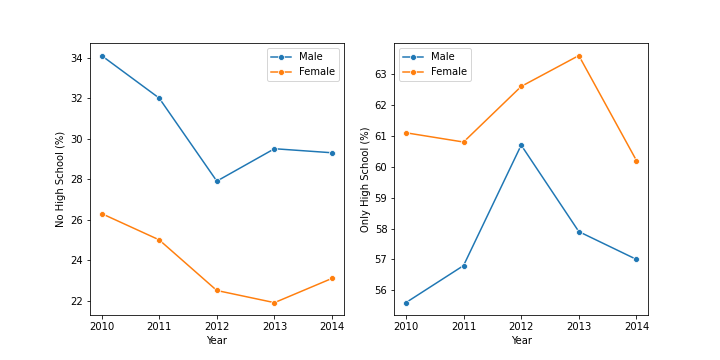 No High School (%)
34
32
30
28
26
24
22
2010 2011 2012 2013 2014
Year
Male
Female
Only High School (%)
63
62
61
60
59
58
57
56
2010 2011 2012 2013 2014
Year
Male
Female